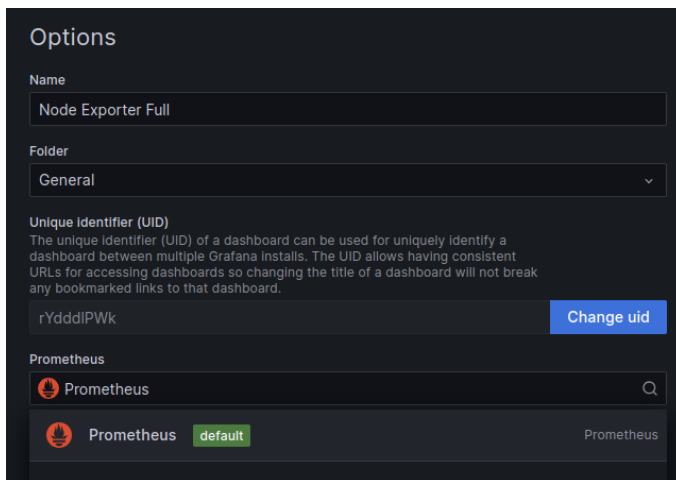 Options
Name
Node Exporter Full
Folder
General
Unique identifier (UID)
The unique identifier (UID) of a dashboard can be used for uniquely identify a
dashboard between multiple Grafana installs. The UID allows having consistent
URLs for accessing dashboards so changing the title of a dashboard will not break
any bookmarked links to that dashboard.
rYdddlPWk Change uid
Prometheus
Prometheus
Prometheus default Prometheus